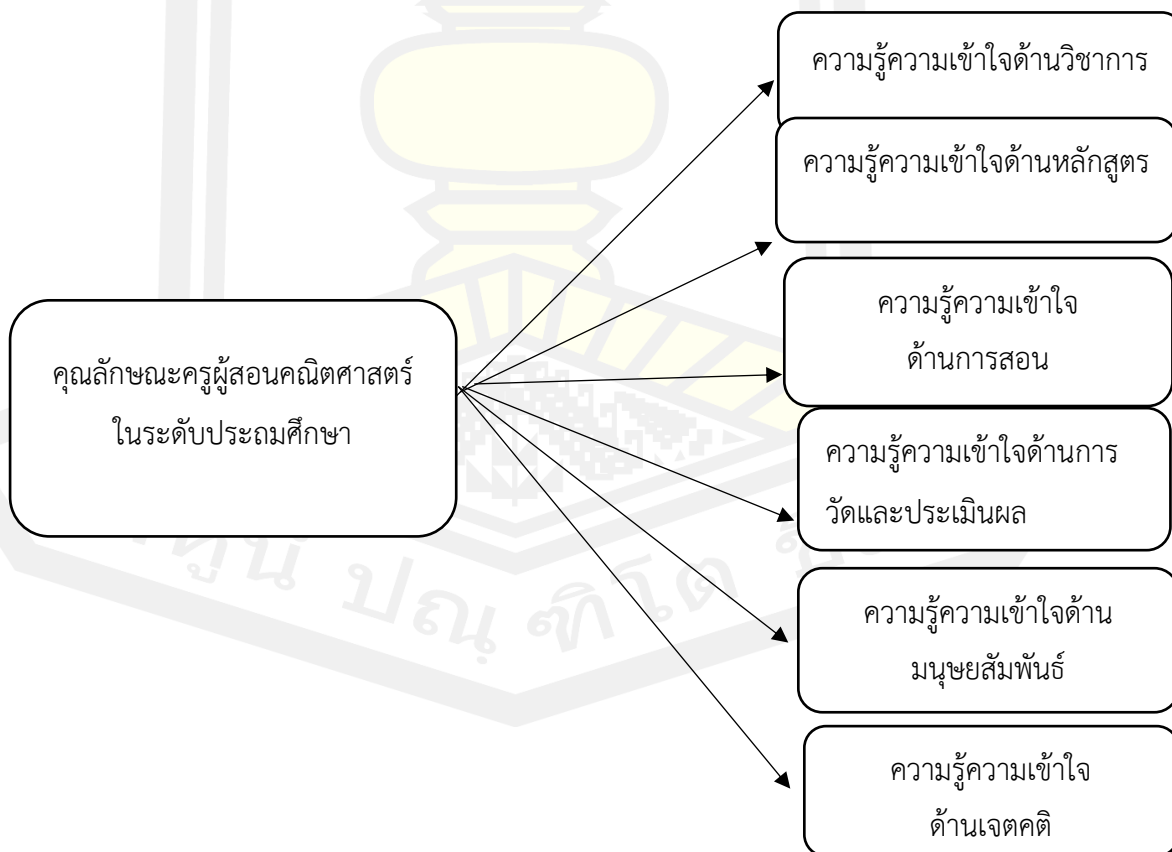 ความรู้ความเข้าใจด้านวิชาการ
ความรู้ความเข้าใจด้านหลักสูตร
ความรู้ความเข้าใจ
ด้านการสอน
คุณลักษณะครูผู้สอนคณิตศาสตร์
ในระดับประถมศึกษา
ความรู้ความเข้าใจด้านการ
วัดและประเมินผล
ความรู้ความเข้าใจด้าน
มนุษยสัมพันธ์
ความรู้ความเข้าใจ
ด้านเจตคติ
ปณฺ ฑิโต